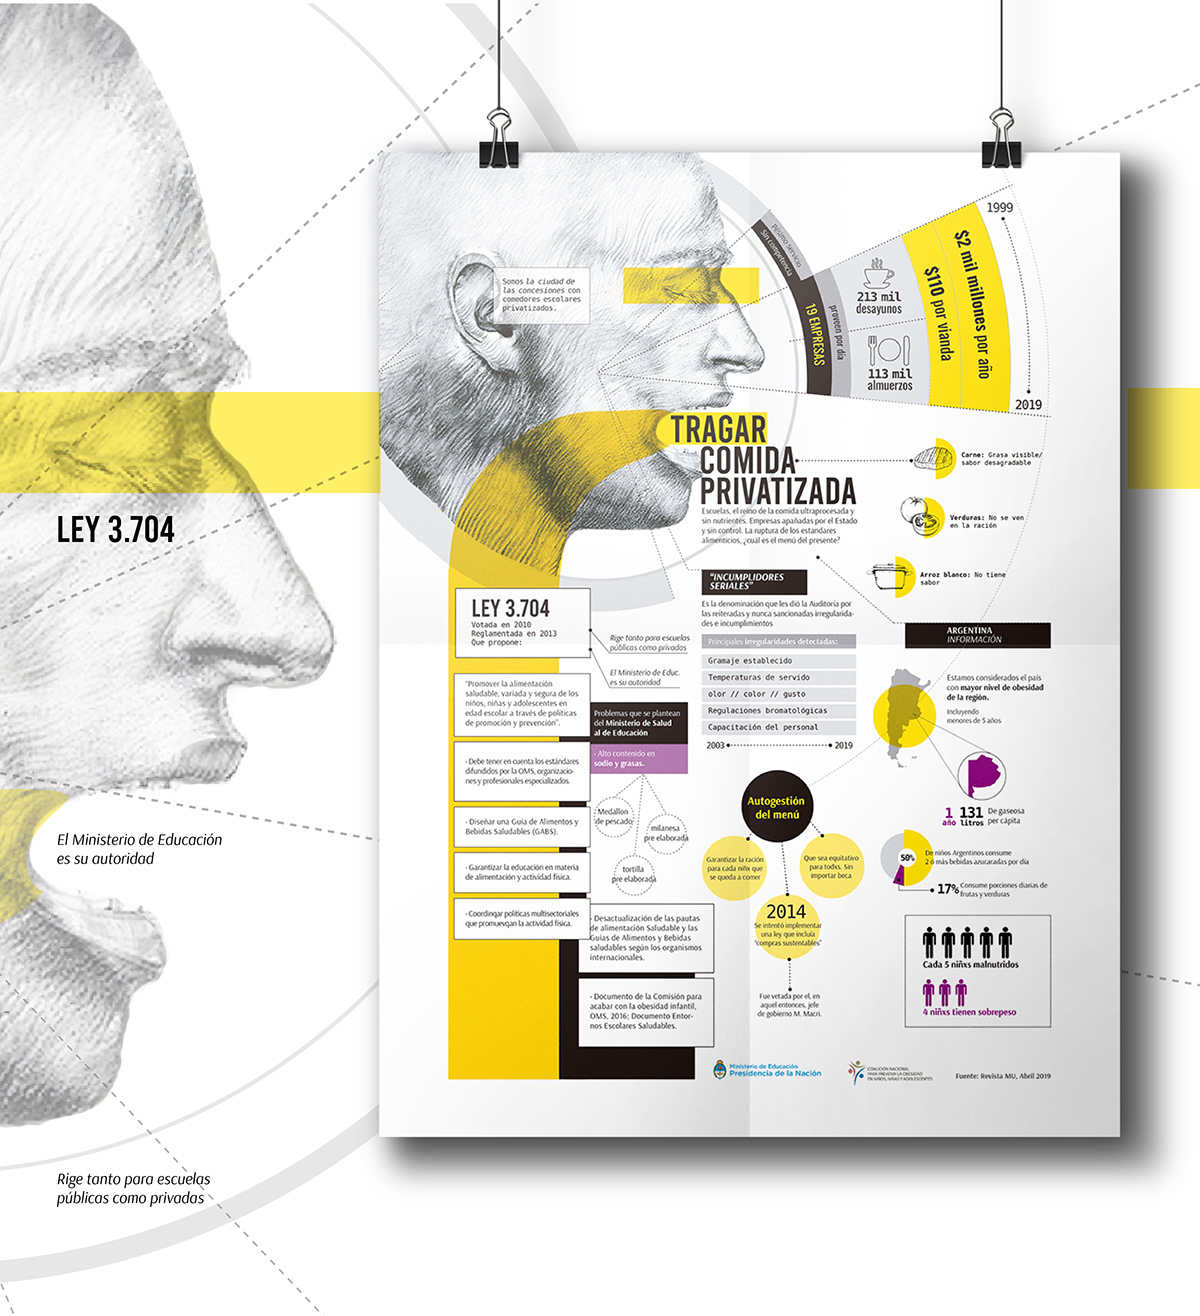 LEY 3.704
El Ministerio de Educación
es su autoridad
Rige tanto para escuelas
públicas como privadas
Somos la ciudad de
las concesiones con
comedores escolares
privatizados.
Pésimo servicio
Sin competencia
19 EMPRESAS
proveen por día
213 mil
desayunos
113 mil
almuerzos
$110 por vianda
$2 mil millones por año
1999
2019
TRAGAR
COMIDA
PRIVATIZADA
Escuelas, el reino de la comida ultraprocesada y
sin nutrientes. Empresas apañadas por el Estado
y sin control. La ruptura de los estandares
alimenticios, ¿cuál es el menú del presente?
Carne: Grasa visible/
sabor desagradable
Verduras: No se ven
en la ración
Arroz blanco: No tiene
sabor
"INCUMPLIDORES
SERIALES"
Es la denominación que les dió la Auditoría por
las reiteradas y nunca sancionadas irregularida-
des e incumplimientos
Principales irregularidades detectadas:
Gramaje establecido
Temperaturas de servido
olor // color // gusto
Regulaciones bromatológicas
Capacitación del personal
2003
2019
LEY 3.704
Votada en 2010
Reglamentada en 2013
Que propone:
Rige tanto para escuelos
públicas como privadas
El Ministerio de Educ.
es su autoridad
"Promover la alimentación
saludable, variada y segura de los
niños, niñas y adolescentes en
edad escolar a través de políticas
de promoción y prevención".
- Debe tener en cuenta los estándares
difundidos por la OMS, organizacio-
nes y profesionales especializados.
- Diseñar una Guía de Alimentos y
Bebidas Saludables (GABS).
- Garantizar la educación en materia
de alimentación y actividad física.
- Coordinqar políticas multisectoriales
que promuevqan la actividad física.
Problemas que se plantean
del Ministerio de Salud
al de Educación
- Alto contenido en
sodio y grasas.
Medallon
de pescado
milanesa
pre elaborada
tortilla
pre elaborada
- Desactualización de las pautas
de alimentación Saludable y las
Guías de Alimentos y Bebidas
saludables según los organismos
internacionales.
- Documento de la Comisión para
acabar con la obesidad infantil,
OMS, 2016; Documento Entor-
nos Escolares Saludables.
Autogestión
del menú
Garantizar la ración
para cada niñx que
se queda a comer
Que sea equitativo
para todxs. Sin
importar beca
2014
Se intentó implementar
una ley que incluía
"compras sustentables"
Fue vetada por el, en
aquel entonces, jefe
de gobierno M. Macri.
ARGENTINA
INFORMACIÓN
Estamos considerados el país
con mayor nivel de obesidad
de la región.
Incluyendo
menores de 5 años
1 año
131 litros
De gaseosa
per cápita
50%
De niños Argentinos consume
2 ó más bebidas azucaradas por día
17% Consume porciones diarias de
frutas y verduras
Cada 5 niñxs malnutridos
4 niñxs tienen sobrepeso
Ministerio de Educación
Presidencia de la Nación
COALICIÓN NACIONAL
PARA PREVENIR LA OBESIDAD
EN NIÑOS, NIÑAS Y ADOLESCENTES
Fuente: Revista MU, Abril 2019